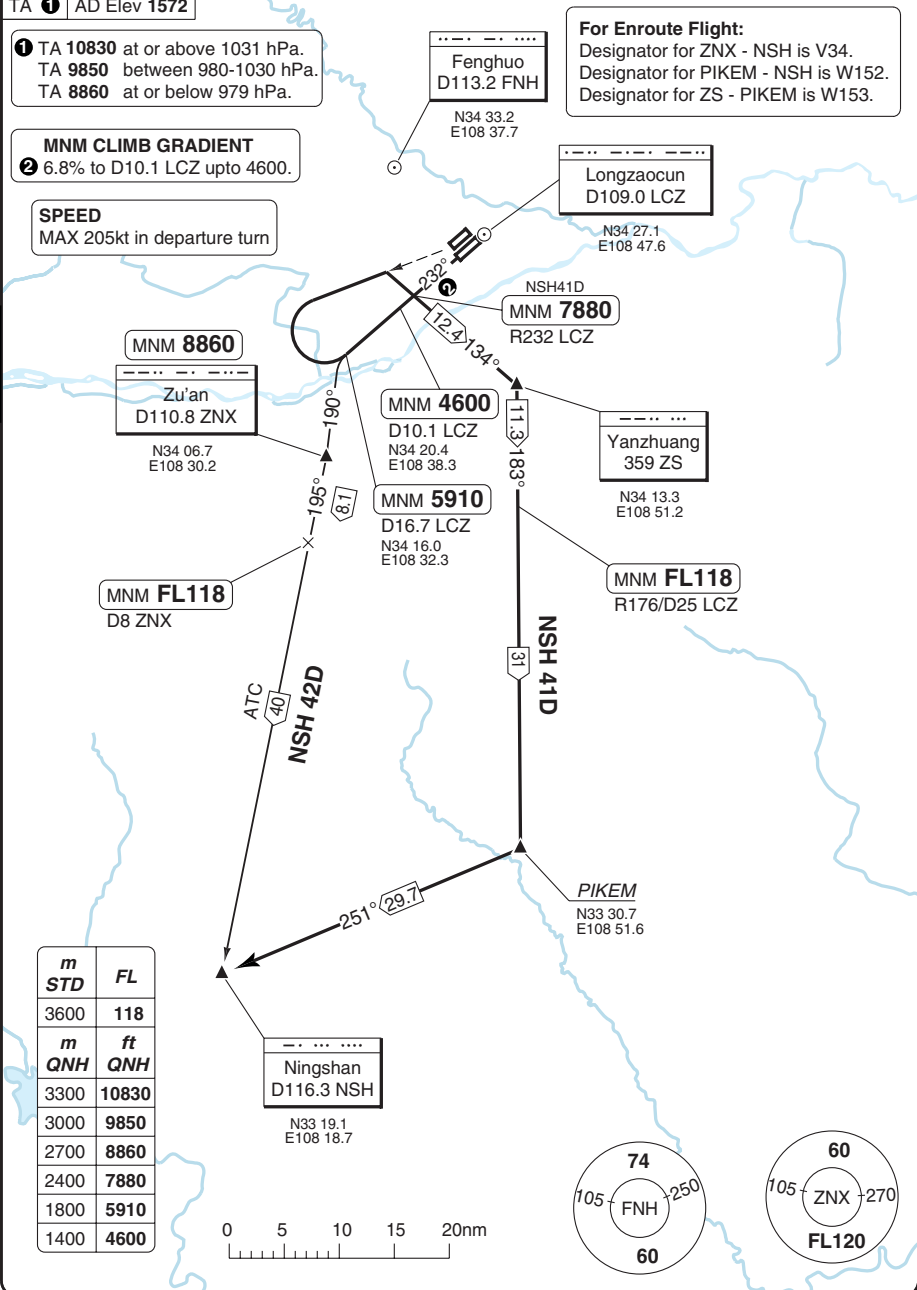 TA ❶ AD Elev 1572
❶ TA 10830 at or above 1031 hPa.
TA 9850 between 980-1030 hPa.
TA 8860 at or below 979 hPa.
MNM CLIMB GRADIENT
❷ 6.8% to D10.1 LCZ upto 4600.
SPEED
MAX 205kt in departure turn
Fenghuo
D113.2 FNH
N34 33.2
E108 37.7
For Enroute Flight:
Designator for ZNX - NSH is V34.
Designator for PIKEM - NSH is W152.
Designator for ZS - PIKEM is W153.
Longzaocun
D109.0 LCZ
N34 27.1
E108 47.6
232°
❷
NSH41D
MNM 7880
R232 LCZ
12.4
134°
MNM 8860
Zu'an
D110.8 ZNX
N34 06.7
E108 30.2
190°
MNM 4600
D10.1 LCZ
N34 20.4
E108 38.3
11.3
183°
Yanzhuang
359 ZS
N34 13.3
E108 51.2
195°
8.1
MNM 5910
D16.7 LCZ
N34 16.0
E108 32.3
MNM FL118
D8 ZNX
MNM FL118
R176/D25 LCZ
ATC
40
NSH 42D
31
NSH 41D
PIKEM
N33 30.7
E108 51.6
251°
29.7
Ningshan
D116.3 NSH
N33 19.1
E108 18.7
m STD FL
3600 118
m QNH ft QNH
3300 10830
3000 9850
2700 8860
2400 7880
1800 5910
1400 4600
0 5 10 15 20nm
74
105 FNH 250
60
60
105 ZNX 270
FL120